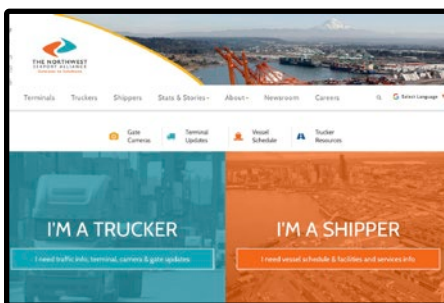 THE NORTHWEST
SEAPORT ALLIANCE
Terminals Truckers Shippers Stats & Stories About Newsroom Careers Select Language
Gate Cameras
Terminal Updates
Vessel Schedule
Trucker Resources
I'M A TRUCKER
I need traffic info, terminal, camera & gate updates.
I'M A SHIPPER
I need vessel schedule & facilities and services info.